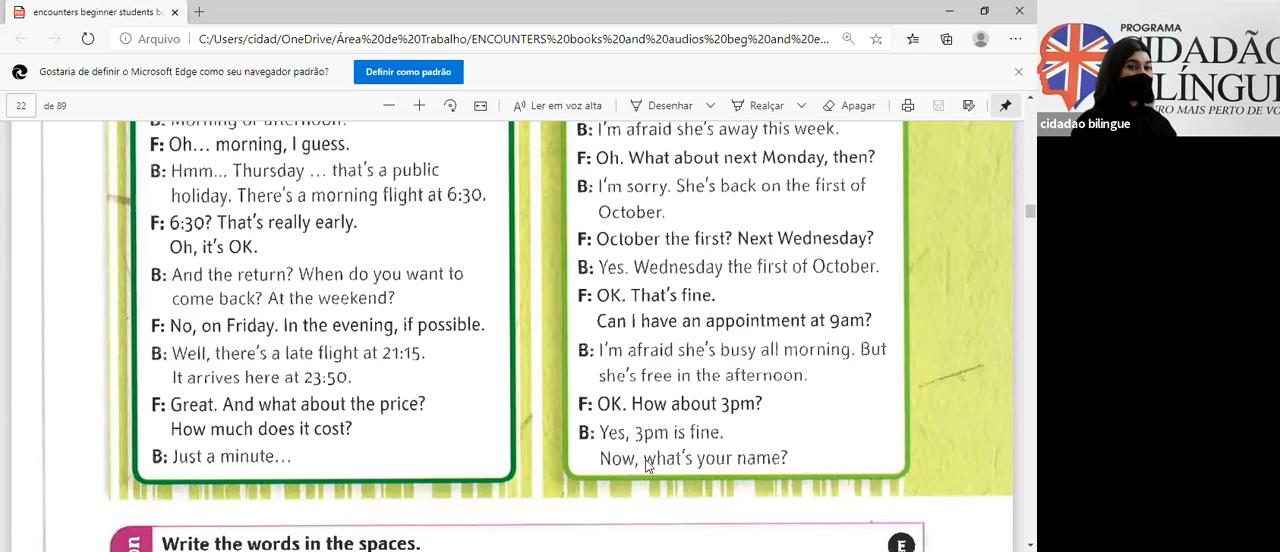 encounters beginner students bo
Arquivo
C:/Users/cidad/OneDrive/Área%20de%20Trabalho/ENCOUNTERS%20books%20and%20audios%20beg%20and%20e...
Gostaria de definir o Microsoft Edge como seu navegador padrão?
Definir como padrão
22 de 89
Ler em voz alta
Desenhar
Realçar
Apagar
B: Morning or afternoon?
F: Oh... morning, I guess.
B: Hmm... Thursday ... that's a public
holiday. There's a morning flight at 6:30.
F: 6:30? That's really early.
Oh, it's OK.
B: And the return? When do you want to
come back? At the weekend?
F: No, on Friday. In the evening, if possible.
B: Well, there's a late flight at 21:15.
It arrives here at 23:50.
F: Great. And what about the price?
How much does it cost?
B: Just a minute...
B: I'm afraid she's away this week.
F: Oh. What about next Monday, then?
B: I'm sorry. She's back on the first of
October.
F: October the first? Next Wednesday?
B: Yes. Wednesday the first of October.
F: OK. That's fine.
Can I have an appointment at 9am?
B: I'm afraid she's busy all morning. But
she's free in the afternoon.
F: OK. How about 3pm?
B: Yes, 3pm is fine.
Now, what's your name?
Write the words in the spaces.
E
PROGRAMA
CIDADÃO
BILÍNGUE
cidadao bilingue